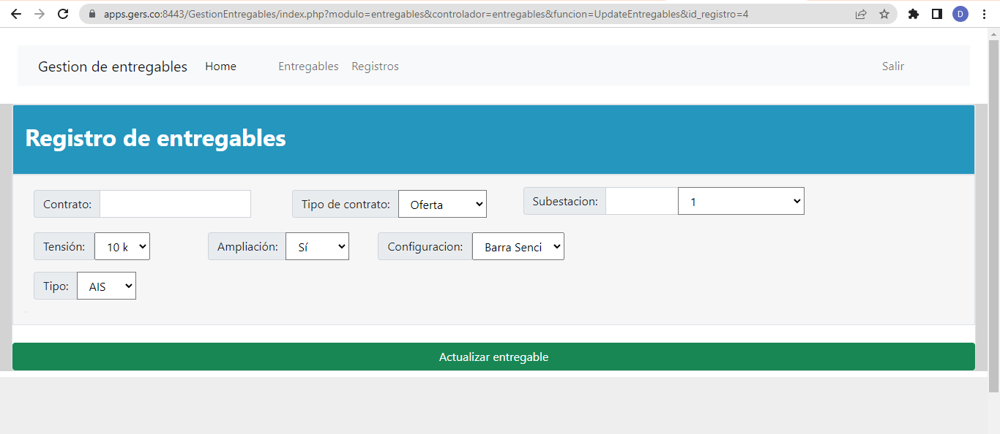 apps.gers.co:8443/GestionEntregables/index.php?modulo=entregables&controlador=entregables&funcion=UpdateEntregables&id_registro=4
D
Gestion de entregables Home Entregables Registros Salir
Registro de entregables
Contrato: Tipo de contrato: Oferta Subestacion: 1
Tensión: 10 k Ampliación: Sí Configuracion: Barra Senci
Tipo: AIS
Actualizar entregable